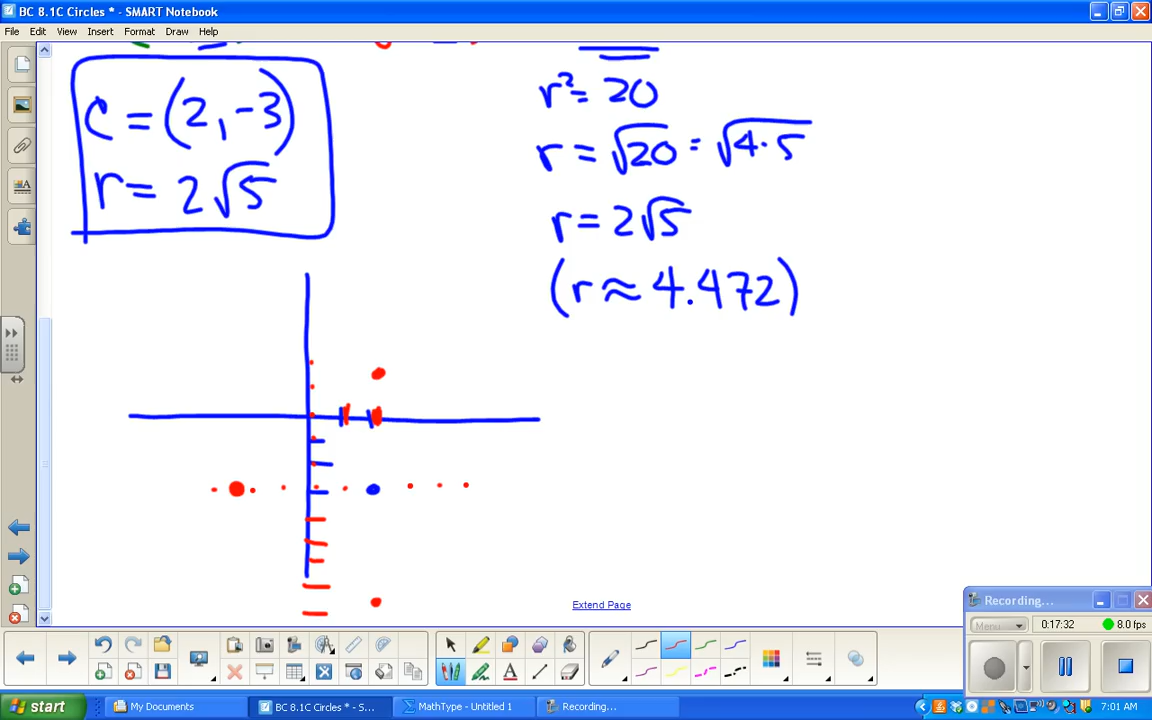 BC 8.1C Circles * - SMART Notebook
File Edit View Insert Format Draw Help
c = (2, -3)
r = 2√5
r² = 20
r = √20 = √4·5
r = 2√5
(r ≈ 4.472)
Extend Page
Recording...
Menu
0:17:32
8.0 fps
start
My Documents
BC 8.1C Circles * - S...
MathType - Untitled 1
Recording...
7:01 AM